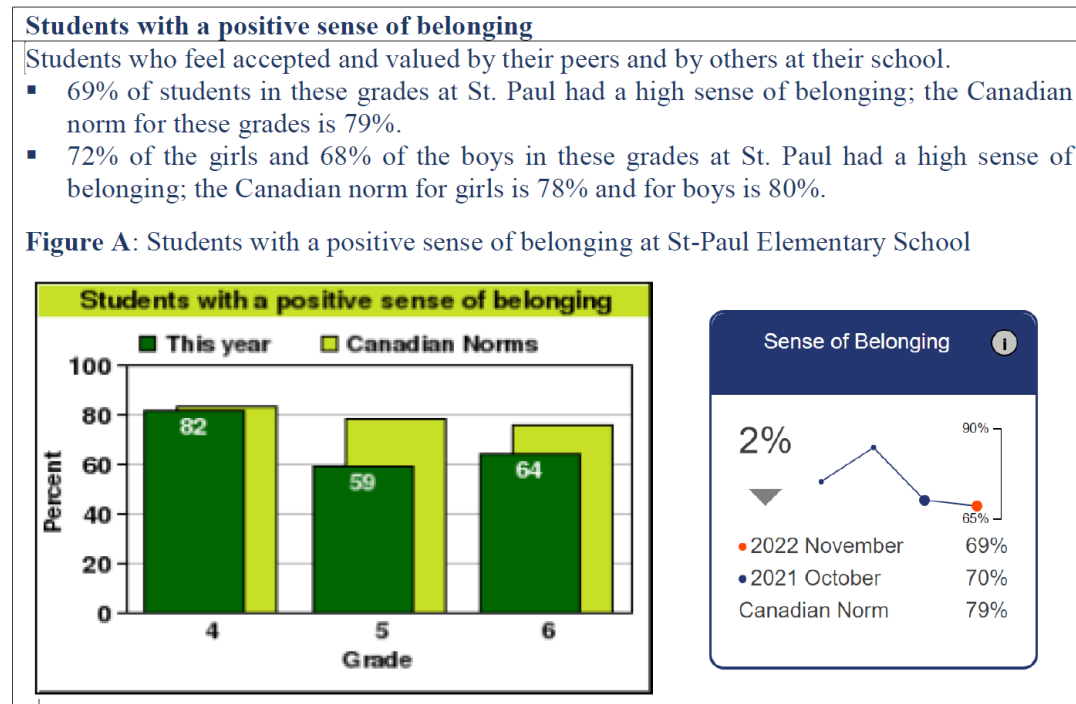 Students with a positive sense of belonging
Students who feel accepted and valued by their peers and by others at their school.
▪ 69% of students in these grades at St. Paul had a high sense of belonging; the Canadian
norm for these grades is 79%.
▪ 72% of the girls and 68% of the boys in these grades at St. Paul had a high sense of
belonging; the Canadian norm for girls is 78% and for boys is 80%.
Figure A: Students with a positive sense of belonging at St-Paul Elementary School
Students with a positive sense of belonging
This year Canadian Norms
100
80
60
40
20
0
Percent
82
59
64
4 5 6
Grade
Sense of Belonging i
2%
90%
65%
2022 November 69%
2021 October 70%
Canadian Norm 79%